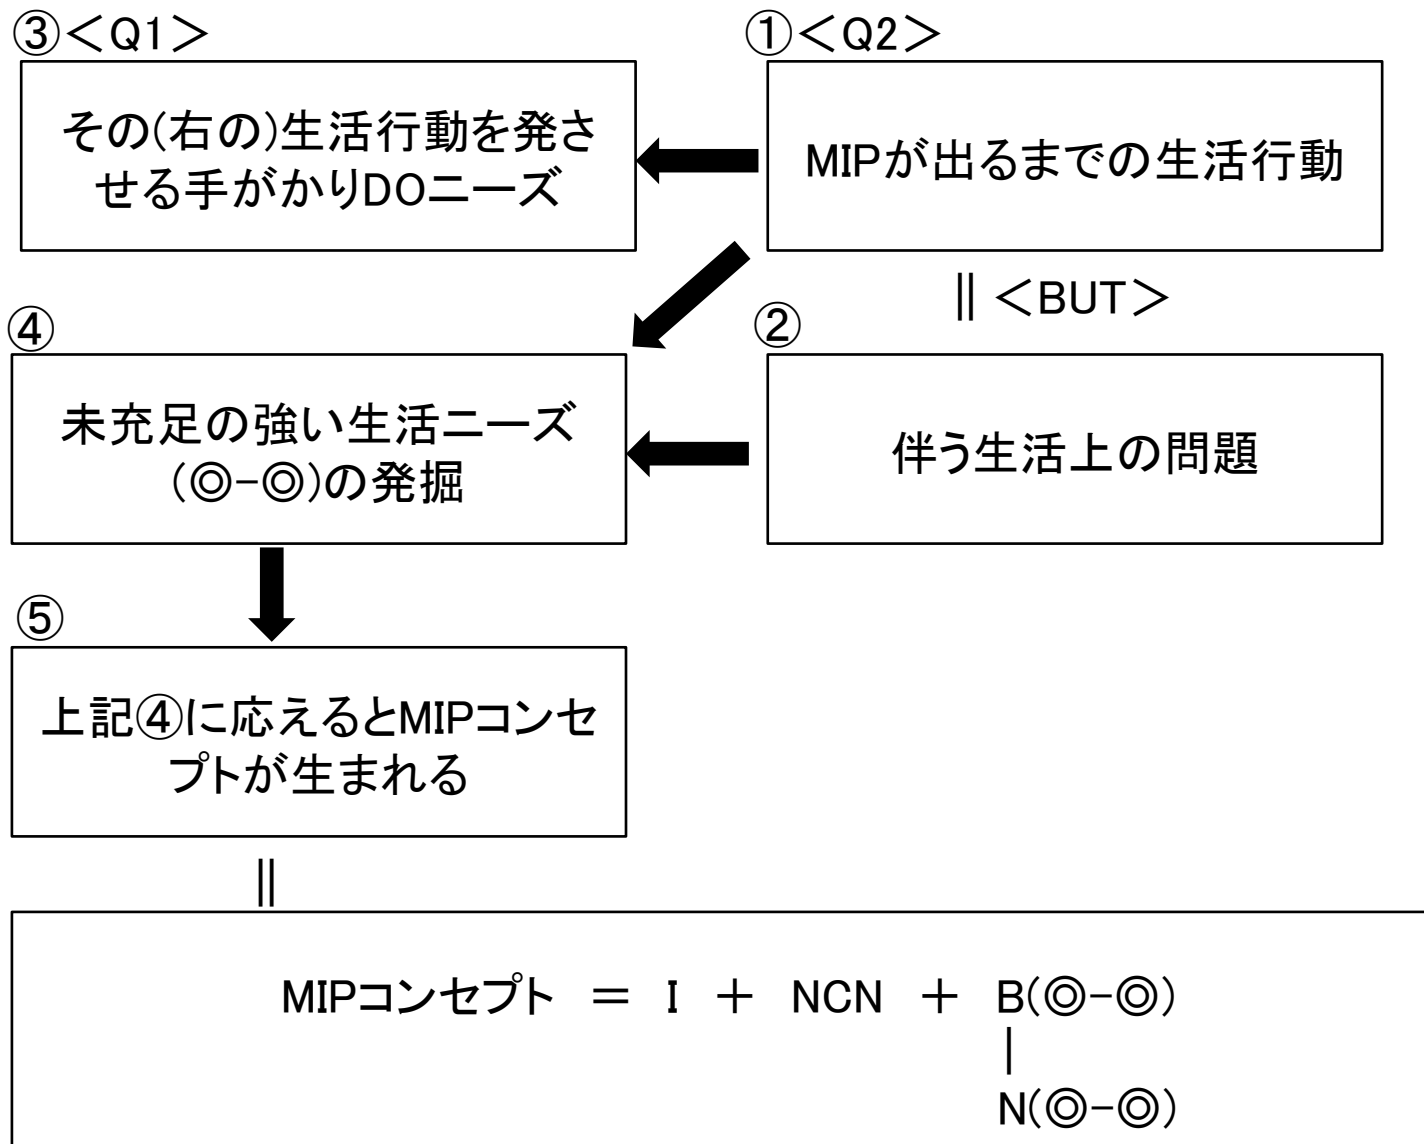 ③＜Q1＞
その(右の)生活行動を発さ
せる手がかりDOニーズ
①＜Q2＞
MIPが出るまでの生活行動
|| ＜BUT＞
④
未充足の強い生活ニーズ
(◎-◎)の発掘
②
伴う生活上の問題
⑤
上記④に応えるとMIPコンセ
プトが生まれる
||
MIPコンセプト ＝ I ＋ NCN ＋ B(◎-◎)
|
N(◎-◎)